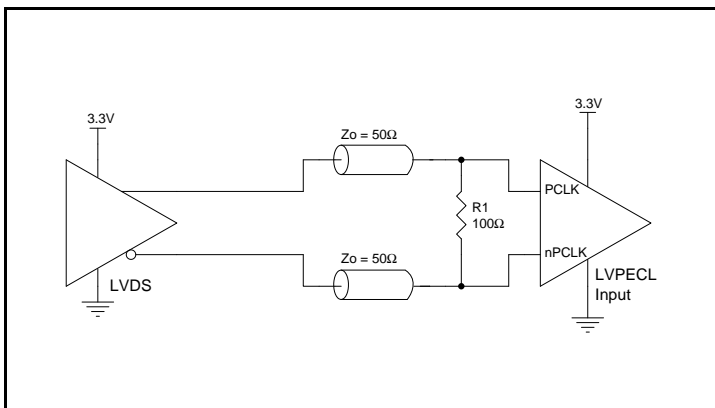 3.3V
3.3V
Zo = 50Ω
PCLK
R1
100Ω
nPCLK
Zo = 50Ω
LVDS
LVPECL
Input